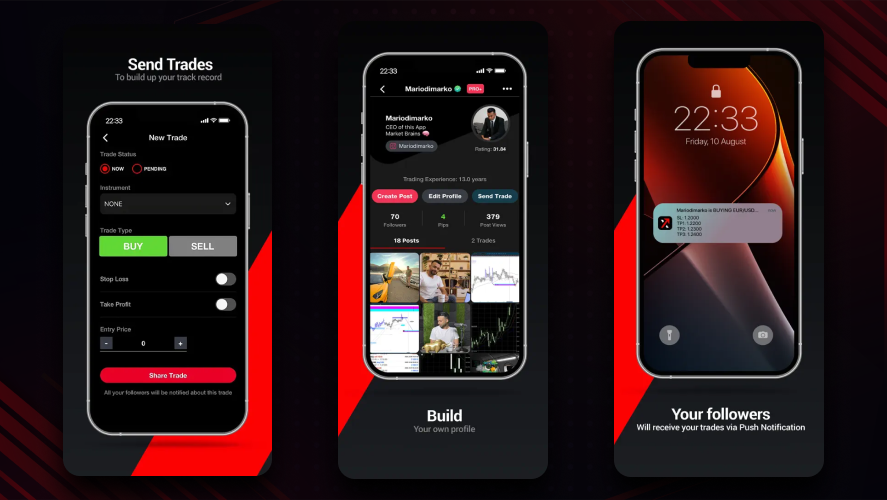 Send Trades
To build up your track record
22:33
New Trade
Trade Status
NOW
PENDING
Instrument
NONE
Trade Type
BUY
SELL
Stop Loss
Take Profit
Entry Price
-
0
+
Share Trade
All your followers will be notified about this trade
22:33
Mariodimarko
PRO+
Mariodimarko
CEO of this App
Market Brains 🧠
Mariodimarko
Rating: 31.84
Trading Experience: 13.0 years
Create Post
Edit Profile
Send Trade
70
Followers
4
Pips
379
Post Views
18 Posts
2 Trades
Build
Your own profile
22:33
Friday, 10 August
Mariodimarko is BUYING EUR/USD...
now
SL: 1.2000
TP1: 1.2200
TP2: 1.2300
TP3: 1.2400
Your followers
Will receive your trades via Push Notification